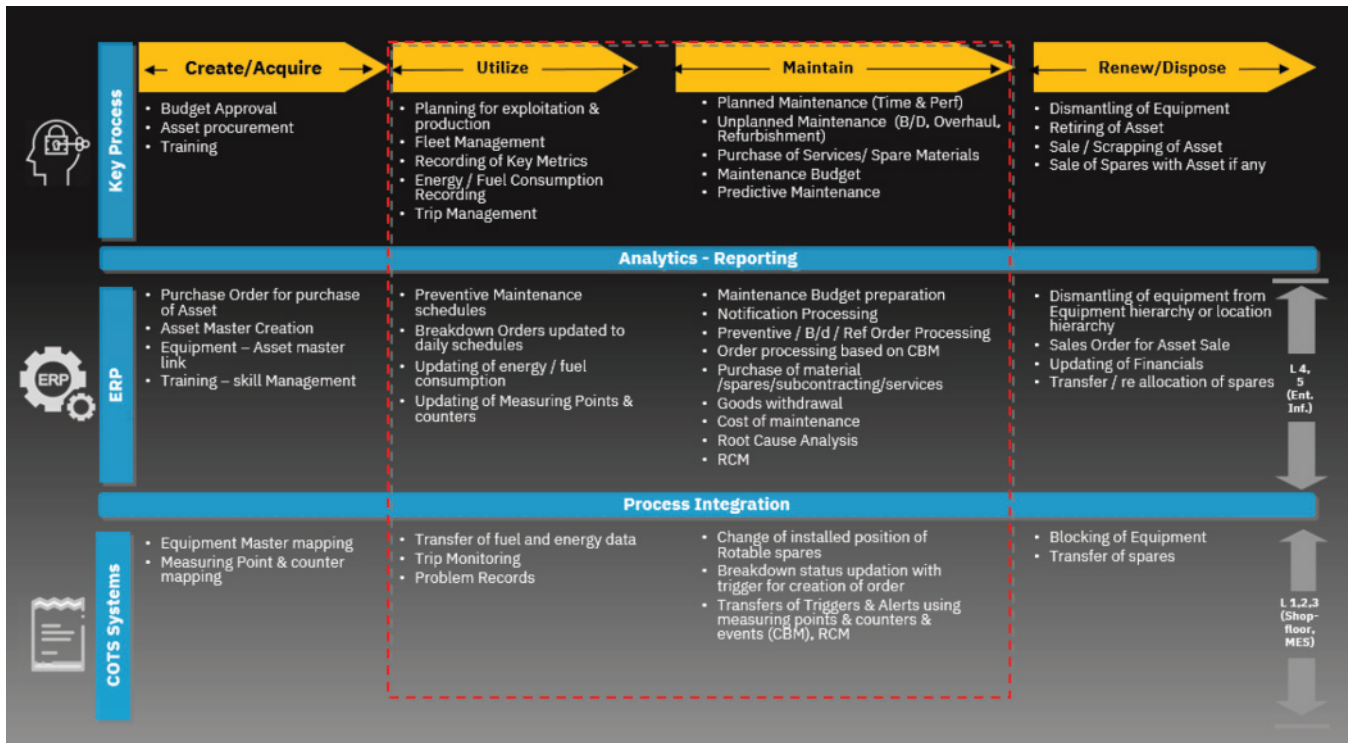 Key Process
Create/Acquire
• Budget Approval
• Asset procurement
• Training
Utilize
• Planning for exploitation &
production
• Fleet Management
• Recording of Key Metrics
• Energy / Fuel Consumption
Recording
• Trip Management
Maintain
• Planned Maintenance (Time & Perf)
• Unplanned Maintenance (B/D, Overhaul,
Refurbishment)
• Purchase of Services/ Spare Materials
• Maintenance Budget
• Predictive Maintenance
Renew/Dispose
• Dismantling of Equipment
• Retiring of Asset
• Sale / Scrapping of Asset
• Sale of Spares with Asset if any
Analytics - Reporting
ERP
ERP
• Purchase Order for purchase
of Asset
• Asset Master Creation
• Equipment – Asset master
link
• Training – skill Management
• Preventive Maintenance
schedules
• Breakdown Orders updated to
daily schedules
• Updating of energy / fuel
consumption
• Updating of Measuring Points &
counters
• Maintenance Budget preparation
• Notification Processing
• Preventive / B/d / Ref Order Processing
• Order processing based on CBM
• Purchase of material
/spares/subcontracting/services
• Goods withdrawal
• Cost of maintenance
• Root Cause Analysis
• RCM
• Dismantling of equipment from
Equipment hierarchy or location
hierarchy
• Sales Order for Asset Sale
• Updating of Financials
• Transfer / re allocation of spares
L 4,
5
(Ent.
Inf.)
Process Integration
COTS Systems
• Equipment Master mapping
• Measuring Point & counter
mapping
• Transfer of fuel and energy data
• Trip Monitoring
• Problem Records
• Change of installed position of
Rotable spares
• Breakdown status updation with
trigger for creation of order
• Transfers of Triggers & Alerts using
measuring points & counters &
events (CBM), RCM
• Blocking of Equipment
• Transfer of spares
L 1,2,3
(Shop-
floor,
MES)